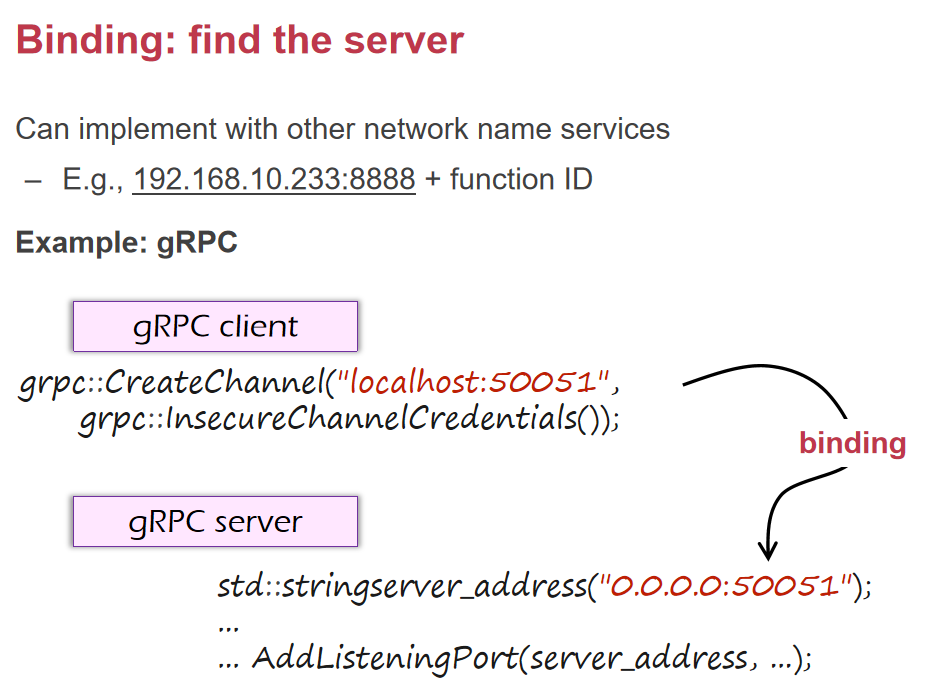 Binding: find the server
Can implement with other network name services
– E.g., 192.168.10.233:8888 + function ID
Example: gRPC
gRPC client
grpc::CreateChannel("localhost:50051",
grpc::InsecureChannelCredentials());
binding
gRPC server
std::stringserver_address("0.0.0.0:50051");
...
... AddListeningPort(server_address, ...);